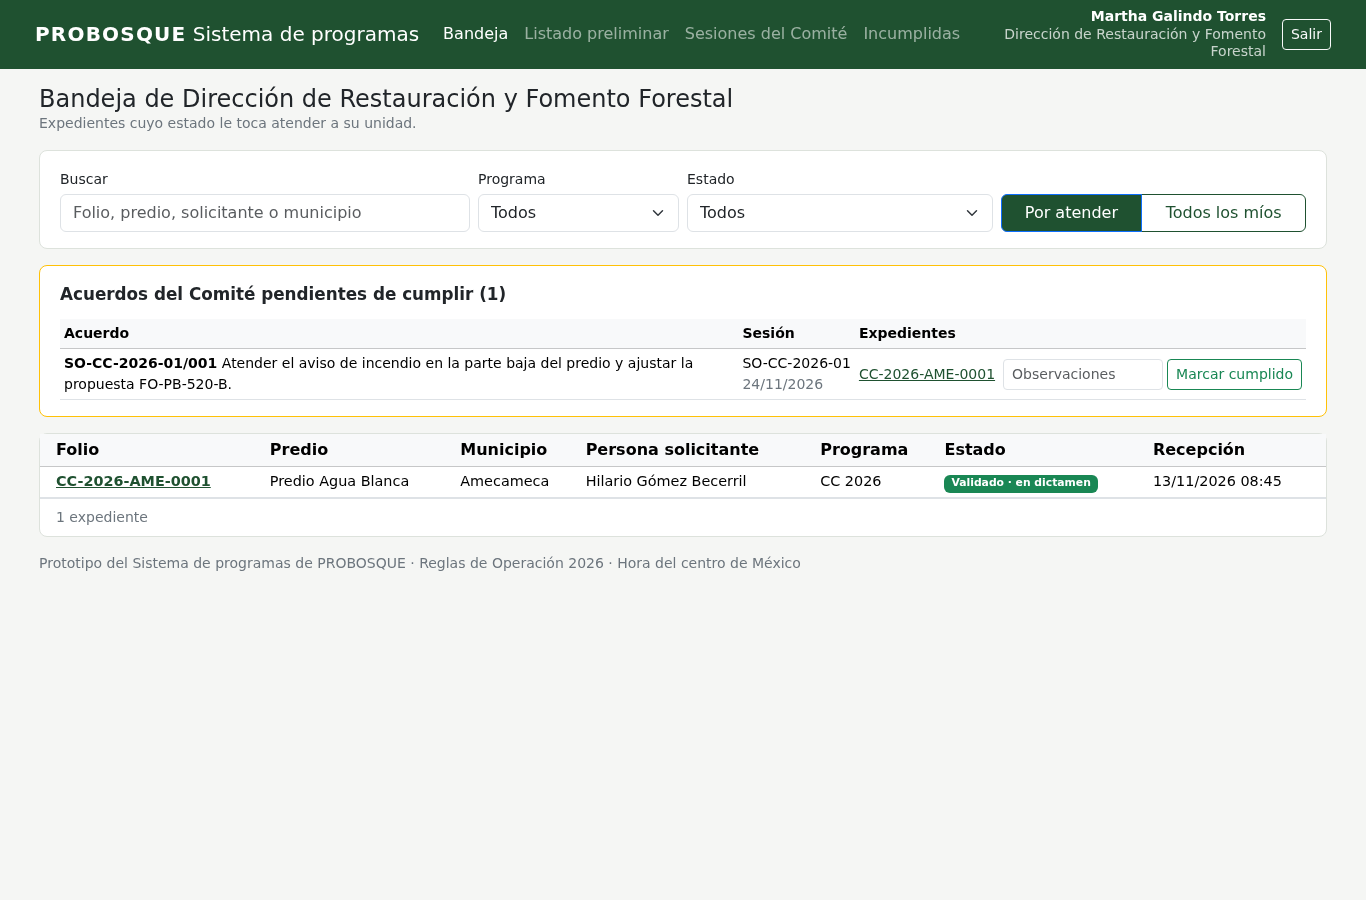 PROBOSQUE Sistema de programas
Bandeja
Listado preliminar
Sesiones del Comité
Incumplidas
Martha Galindo Torres
Dirección de Restauración y Fomento
Forestal
Salir
Bandeja de Dirección de Restauración y Fomento Forestal
Expedientes cuyo estado le toca atender a su unidad.
Buscar
Programa
Estado
Folio, predio, solicitante o municipio
Todos
Todos
Por atender
Todos los míos
Acuerdos del Comité pendientes de cumplir (1)
Acuerdo Sesión Expedientes
SO-CC-2026-01/001 Atender el aviso de incendio en la parte baja del predio y ajustar la
propuesta FO-PB-520-B.
SO-CC-2026-01
24/11/2026
CC-2026-AME-0001
Observaciones
Marcar cumplido
Folio Predio Municipio Persona solicitante Programa Estado Recepción
CC-2026-AME-0001 Predio Agua Blanca Amecameca Hilario Gómez Becerril CC 2026 Validado · en dictamen 13/11/2026 08:45
1 expediente
Prototipo del Sistema de programas de PROBOSQUE · Reglas de Operación 2026 · Hora del centro de México